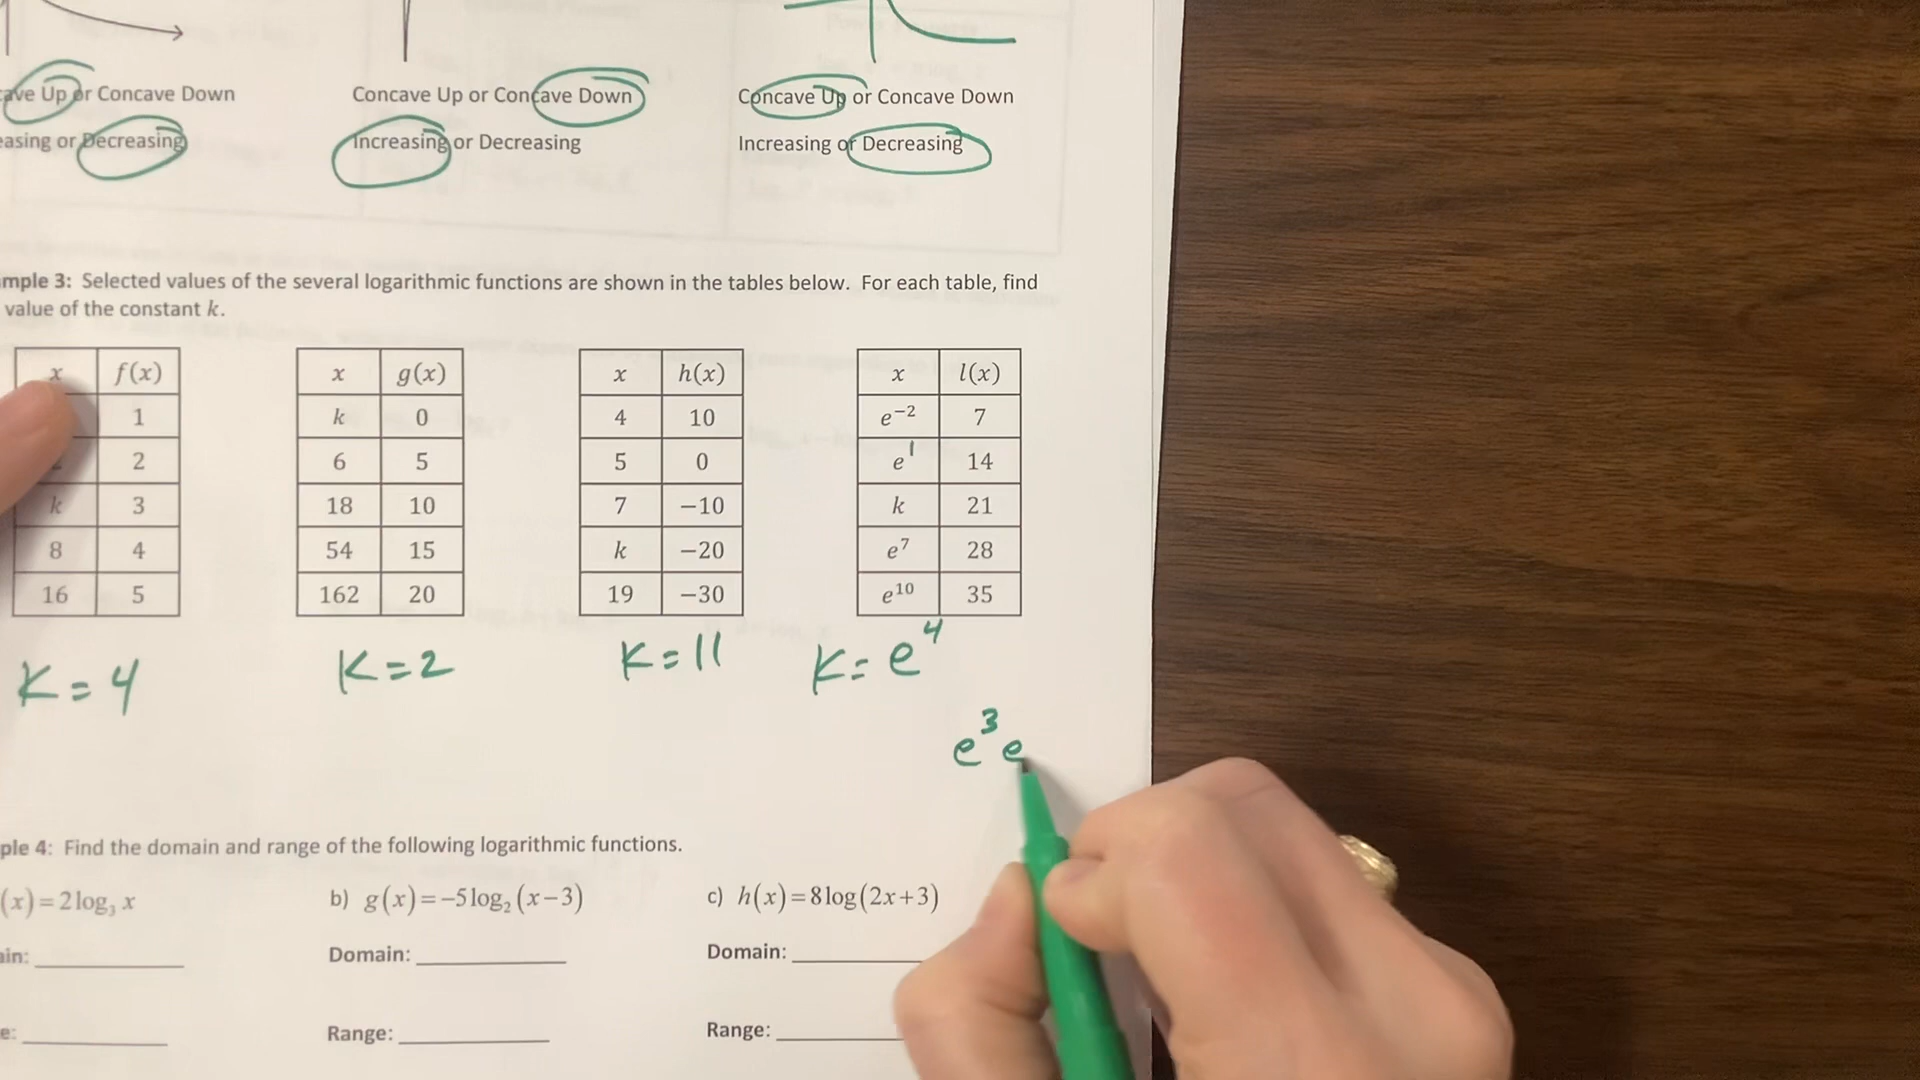 ave Up or Concave Down
Concave Up or Concave Down
Concave Up or Concave Down
easing or Decreasing
Increasing or Decreasing
Increasing or Decreasing
mple 3: Selected values of the several logarithmic functions are shown in the tables below. For each table, find
value of the constant k.
x f(x)
1
2
k 3
8 4
16 5
x g(x)
k 0
6 5
18 10
54 15
162 20
x h(x)
4 10
5 0
7 −10
k −20
19 −30
x l(x)
e⁻² 7
e¹ 14
k 21
e⁷ 28
e¹⁰ 35
K = 4
K = 2
K = 11
K = e⁴
e³ e
ple 4: Find the domain and range of the following logarithmic functions.
(x) = 2 log₃ x
b) g(x) = −5 log₂ (x − 3)
c) h(x) = 8 log (2x + 3)
ain:
Domain:
Domain:
e:
Range:
Range: